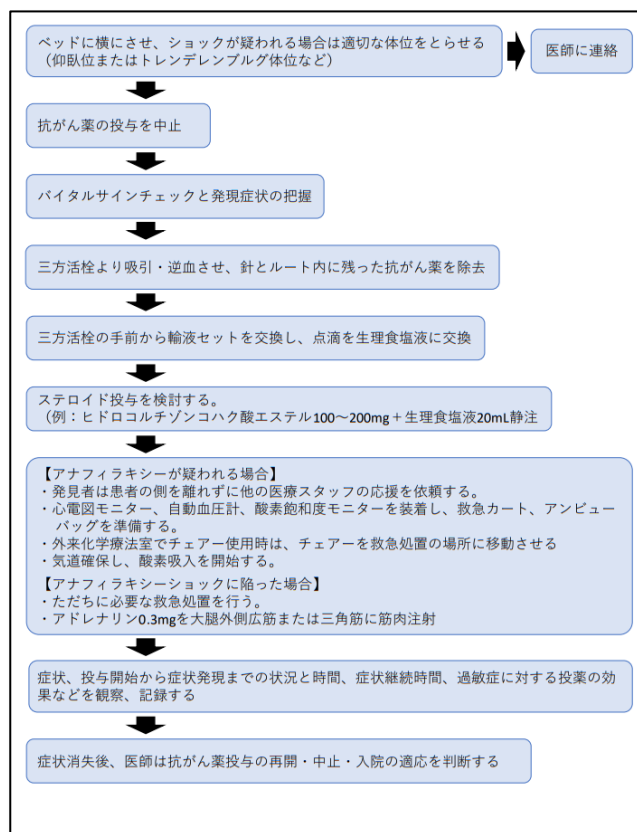 ベッドに横にさせ、ショックが疑われる場合は適切な体位をとらせる
（仰臥位またはトレンデレンブルグ体位など）
医師に連絡
抗がん薬の投与を中止
バイタルサインチェックと発現症状の把握
三方活栓より吸引・逆血させ、針とルート内に残った抗がん薬を除去
三方活栓の手前から輸液セットを交換し、点滴を生理食塩液に交換
ステロイド投与を検討する。
（例：ヒドロコルチゾンコハク酸エステル100～200mg＋生理食塩液20mL静注
【アナフィラキシーが疑われる場合】
・発見者は患者の側を離れずに他の医療スタッフの応援を依頼する。
・心電図モニター、自動血圧計、酸素飽和度モニターを装着し、救急カート、アンビュー
バッグを準備する。
・外来化学療法室でチェアー使用時は、チェアーを救急処置の場所に移動させる
・気道確保し、酸素吸入を開始する。
【アナフィラキシーショックに陥った場合】
・ただちに必要な救急処置を行う。
・アドレナリン0.3mgを大腿外側広筋または三角筋に筋肉注射
症状、投与開始から症状発現までの状況と時間、症状継続時間、過敏症に対する投薬の効
果などを観察、記録する
症状消失後、医師は抗がん薬投与の再開・中止・入院の適応を判断する